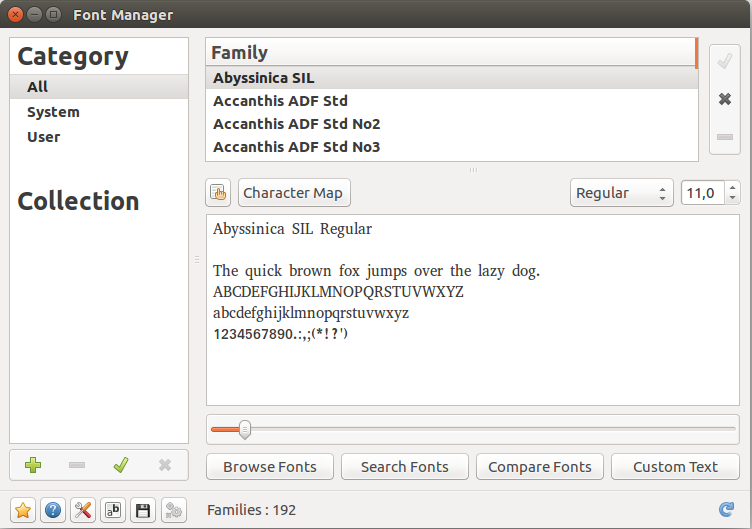 Font Manager
Category
All
System
User
Collection
Family
Abyssinica SIL
Accanthis ADF Std
Accanthis ADF Std No2
Accanthis ADF Std No3
Character Map
Regular
11,0
Abyssinica SIL Regular
The quick brown fox jumps over the lazy dog.
ABCDEFGHIJKLMNOPQRSTUVWXYZ
abcdefghijklmnopqrstuvwxyz
1234567890.:,;(*!?')
Browse Fonts
Search Fonts
Compare Fonts
Custom Text
ab
a
Families : 192